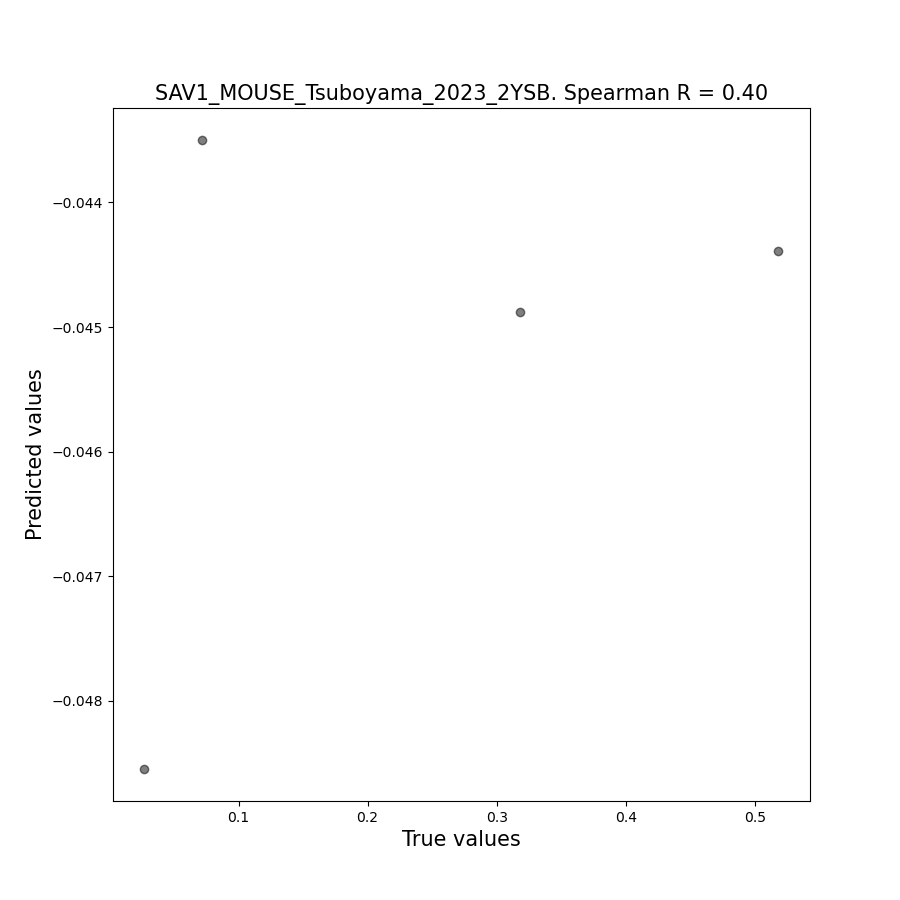 SAV1_MOUSE_Tsuboyama_2023_2YSB. Spearman R = 0.40
−0.044
−0.045
−0.046
−0.047
−0.048
Predicted values
0.1 0.2 0.3 0.4 0.5
True values